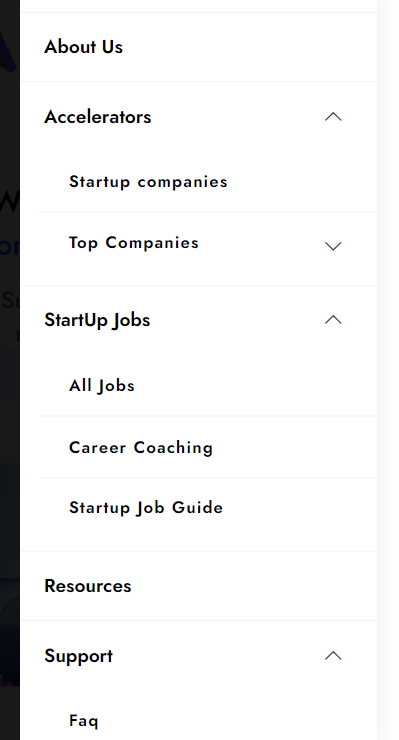 About Us
Accelerators
Startup companies
Top Companies
StartUp Jobs
All Jobs
Career Coaching
Startup Job Guide
Resources
Support
Faq